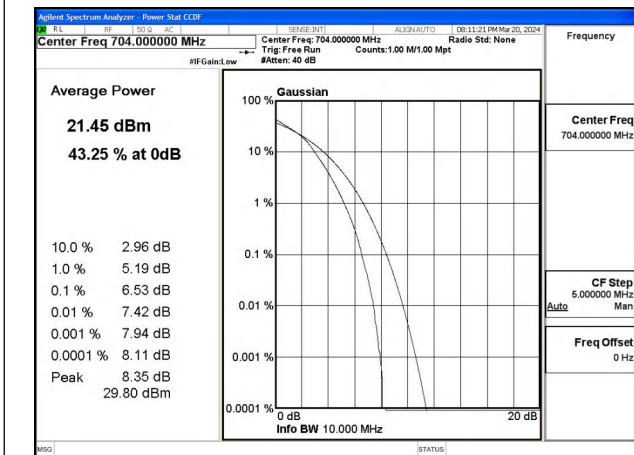 Agilent Spectrum Analyzer - Power Stat CCDF
LXI RL RF 50 Ω AC SENSE:INT ALIGN AUTO 08:11:21 PM Mar 20, 2024
Center Freq 704.000000 MHz
Center Freq: 704.000000 MHz Radio Std: None
Trig: Free Run Counts:1.00 M/1.00 Mpt
#IFGain:Low #Atten: 40 dB
Frequency
Average Power
21.45 dBm
43.25 % at 0dB
10.0 % 2.96 dB
1.0 % 5.19 dB
0.1 % 6.53 dB
0.01 % 7.42 dB
0.001 % 7.94 dB
0.0001 % 8.11 dB
Peak 8.35 dB
29.80 dBm
Gaussian
100 %
10 %
1 %
0.1 %
0.01 %
0.001 %
0.0001 %
0 dB 20 dB
Info BW 10.000 MHz
Center Freq
704.000000 MHz
CF Step
5.000000 MHz
Auto Man
Freq Offset
0 Hz
MSG STATUS